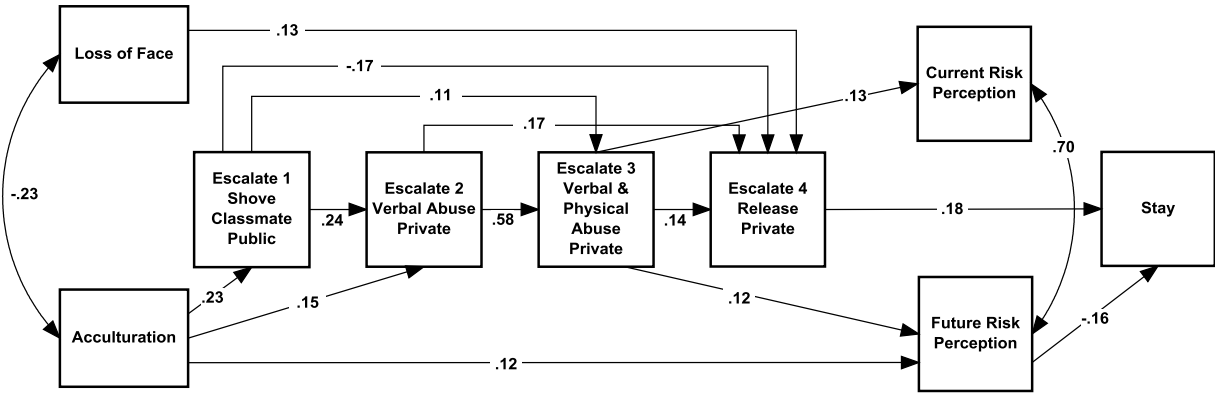 Loss of Face
.13
-.17
.11
.17
Current Risk
Perception
.13
.70
Escalate 1
Shove
Classmate
Public
.24
Escalate 2
Verbal Abuse
Private
.58
Escalate 3
Verbal &
Physical
Abuse
Private
.14
Escalate 4
Release
Private
.18
Stay
-.23
.23
.15
.12
Acculturation
.12
Future Risk
Perception
-.16